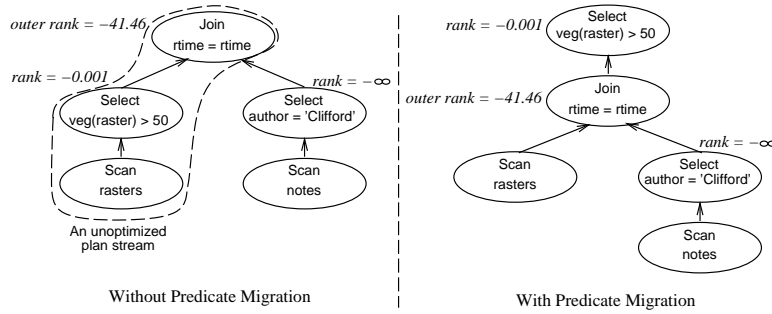 outer rank = −41.46
Join
rtime = rtime
rank = −0.001
Select
veg(raster) > 50
rank = −∞
Select
author = 'Clifford'
Scan
rasters
Scan
notes
An unoptimized
plan stream
Without Predicate Migration
rank = −0.001
Select
veg(raster) > 50
outer rank = −41.46
Join
rtime = rtime
rank = −∞
Scan
rasters
Select
author = 'Clifford'
Scan
notes
With Predicate Migration